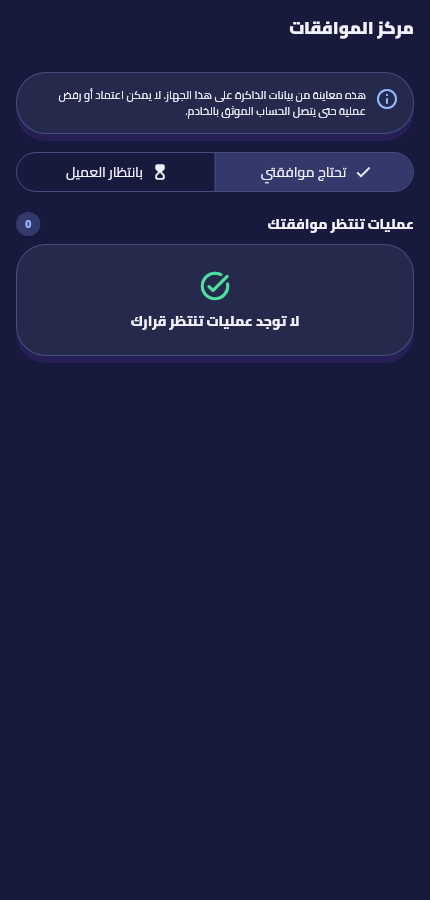 مركز الموافقات
هذه معاينة من بيانات الذاكرة على هذا الجهاز. لا يمكن اعتماد أو رفض
عملية حتى يتصل الحساب الموثق بالخادم.
تحتاج موافقتي
بانتظار العميل
عمليات تنتظر موافقتك
0
لا توجد عمليات تنتظر قرارك